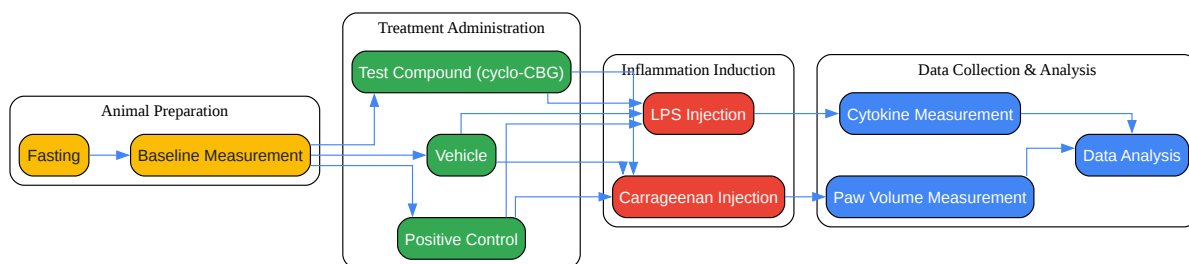 Animal Preparation
Fasting
Baseline Measurement
Treatment Administration
Test Compound (cyclo-CBG)
Vehicle
Positive Control
Inflammation Induction
LPS Injection
Carrageenan Injection
Data Collection & Analysis
Cytokine Measurement
Paw Volume Measurement
Data Analysis